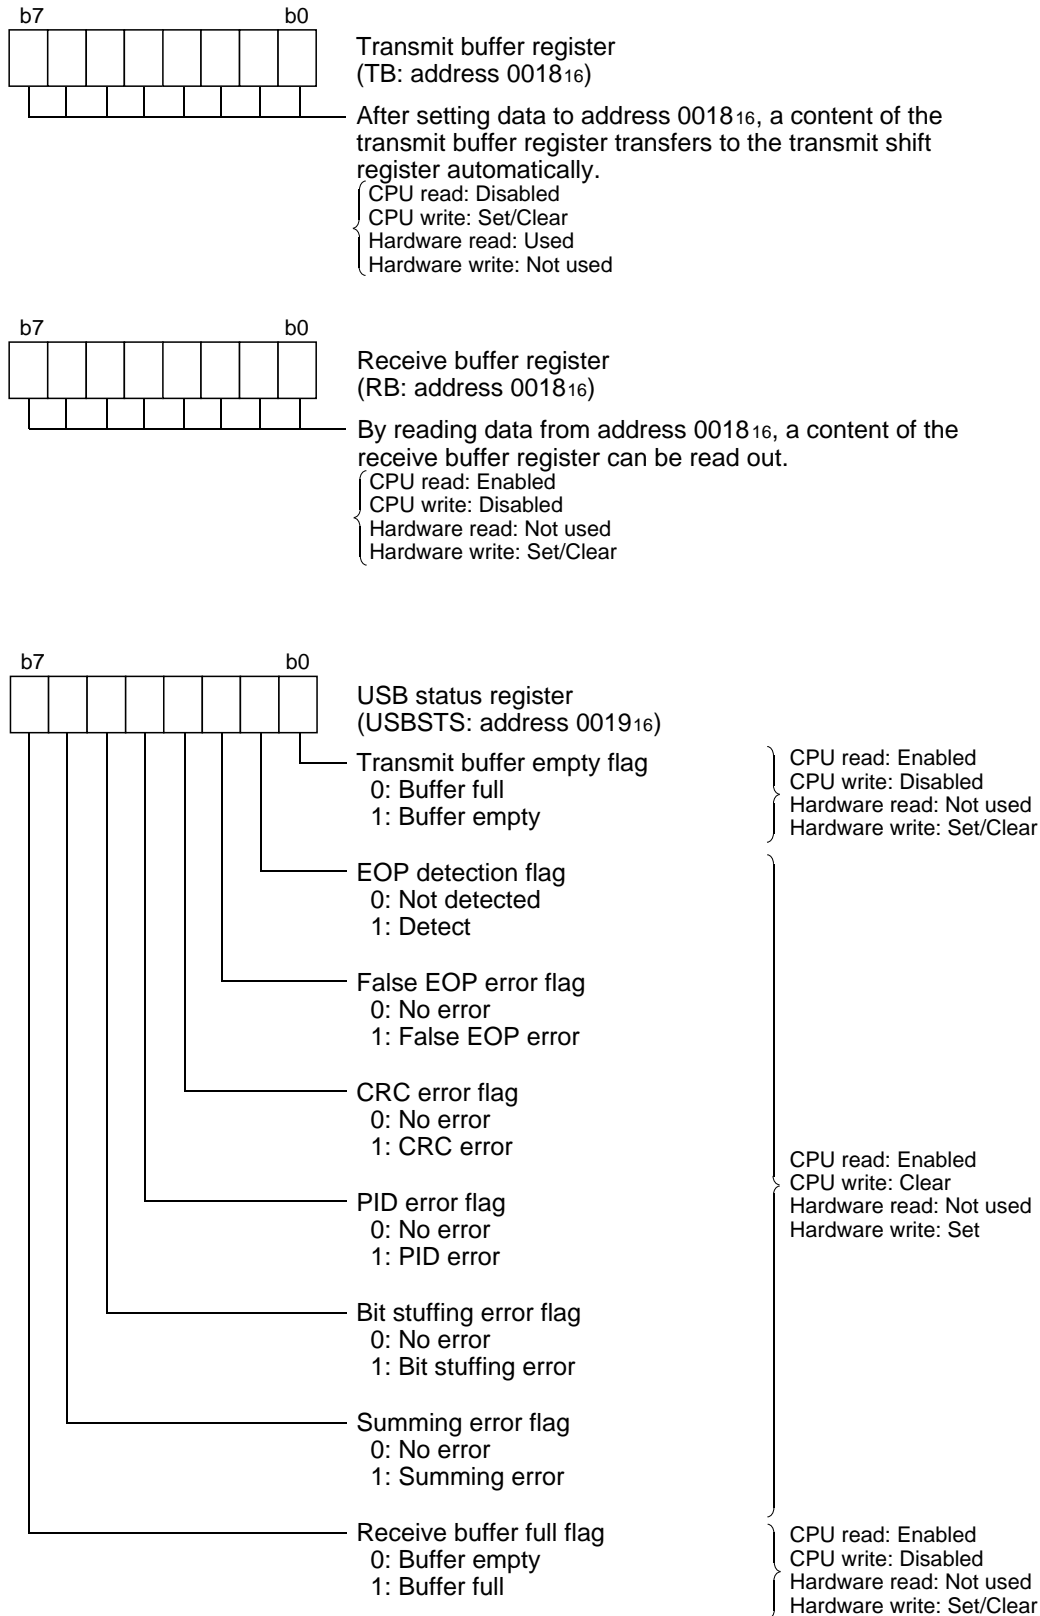 b7 b0
Transmit buffer register
(TB: address 001816)
After setting data to address 001816, a content of the
transmit buffer register transfers to the transmit shift
register automatically.
CPU read: Disabled
CPU write: Set/Clear
Hardware read: Used
Hardware write: Not used
b7 b0
Receive buffer register
(RB: address 001816)
By reading data from address 001816, a content of the
receive buffer register can be read out.
CPU read: Enabled
CPU write: Disabled
Hardware read: Not used
Hardware write: Set/Clear
b7 b0
USB status register
(USBSTS: address 001916)
Transmit buffer empty flag
0: Buffer full
1: Buffer empty
CPU read: Enabled
CPU write: Disabled
Hardware read: Not used
Hardware write: Set/Clear
EOP detection flag
0: Not detected
1: Detect
False EOP error flag
0: No error
1: False EOP error
CRC error flag
0: No error
1: CRC error
PID error flag
0: No error
1: PID error
Bit stuffing error flag
0: No error
1: Bit stuffing error
Summing error flag
0: No error
1: Summing error
CPU read: Enabled
CPU write: Clear
Hardware read: Not used
Hardware write: Set
Receive buffer full flag
0: Buffer empty
1: Buffer full
CPU read: Enabled
CPU write: Disabled
Hardware read: Not used
Hardware write: Set/Clear